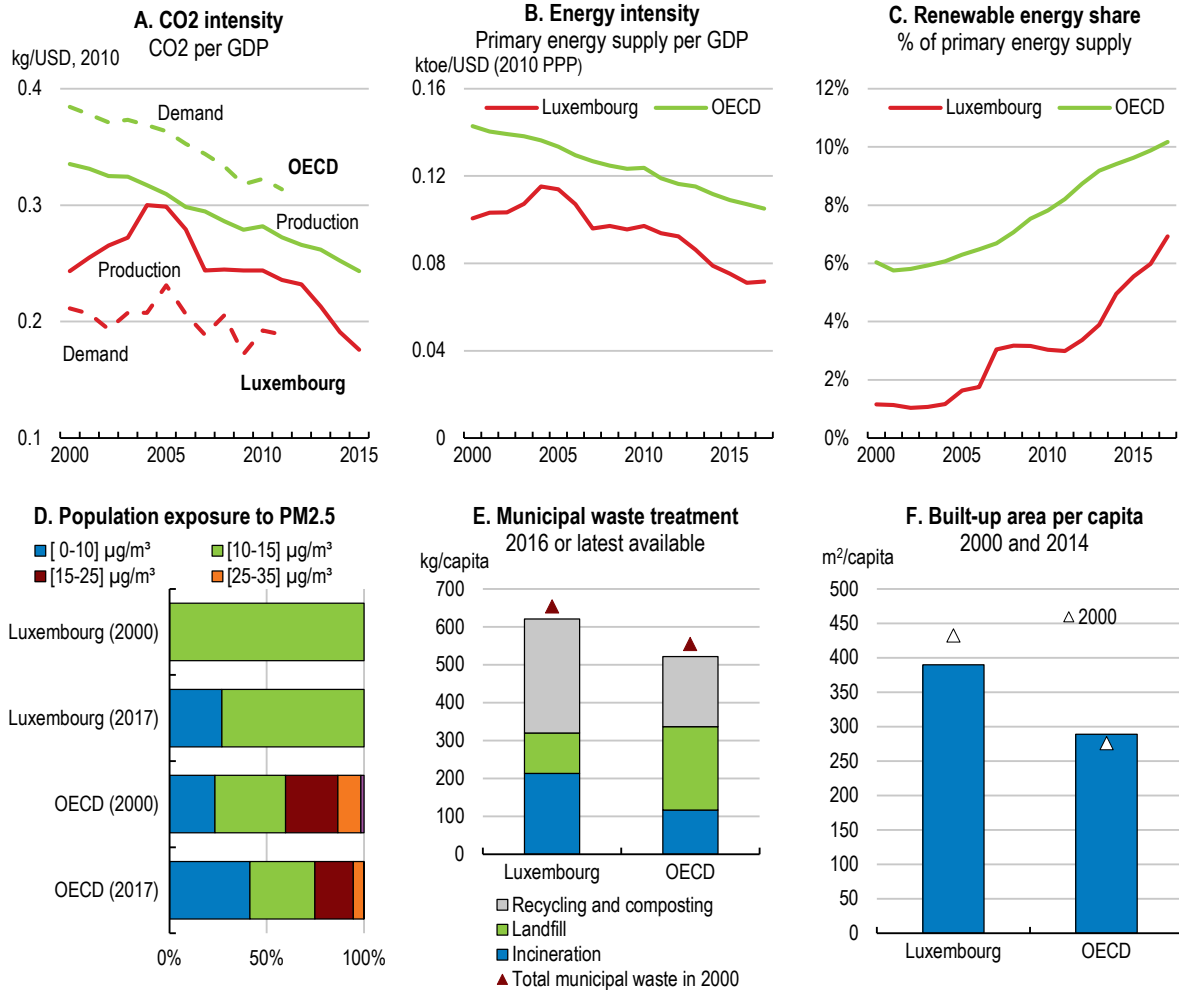 A. CO2 intensity
CO2 per GDP
kg/USD, 2010
0.4
0.3
0.2
0.1
Demand
OECD
Production
Production
Demand
Luxembourg
2000 2005 2010 2015
B. Energy intensity
Primary energy supply per GDP
ktoe/USD (2010 PPP)
0.16
0.12
0.08
0.04
0
Luxembourg OECD
2000 2005 2010 2015
C. Renewable energy share
% of primary energy supply
12%
10%
8%
6%
4%
2%
0%
Luxembourg OECD
2000 2005 2010 2015
D. Population exposure to PM2.5
[ 0-10] µg/m³ [10-15] µg/m³
[15-25] µg/m³ [25-35] µg/m³
Luxembourg (2000)
Luxembourg (2017)
OECD (2000)
OECD (2017)
0% 50% 100%
E. Municipal waste treatment
2016 or latest available
kg/capita
700
600
500
400
300
200
100
0
Luxembourg OECD
Recycling and composting
Landfill
Incineration
Total municipal waste in 2000
F. Built-up area per capita
2000 and 2014
m²/capita
500
450
400
350
300
250
200
150
100
50
0
2000
Luxembourg OECD